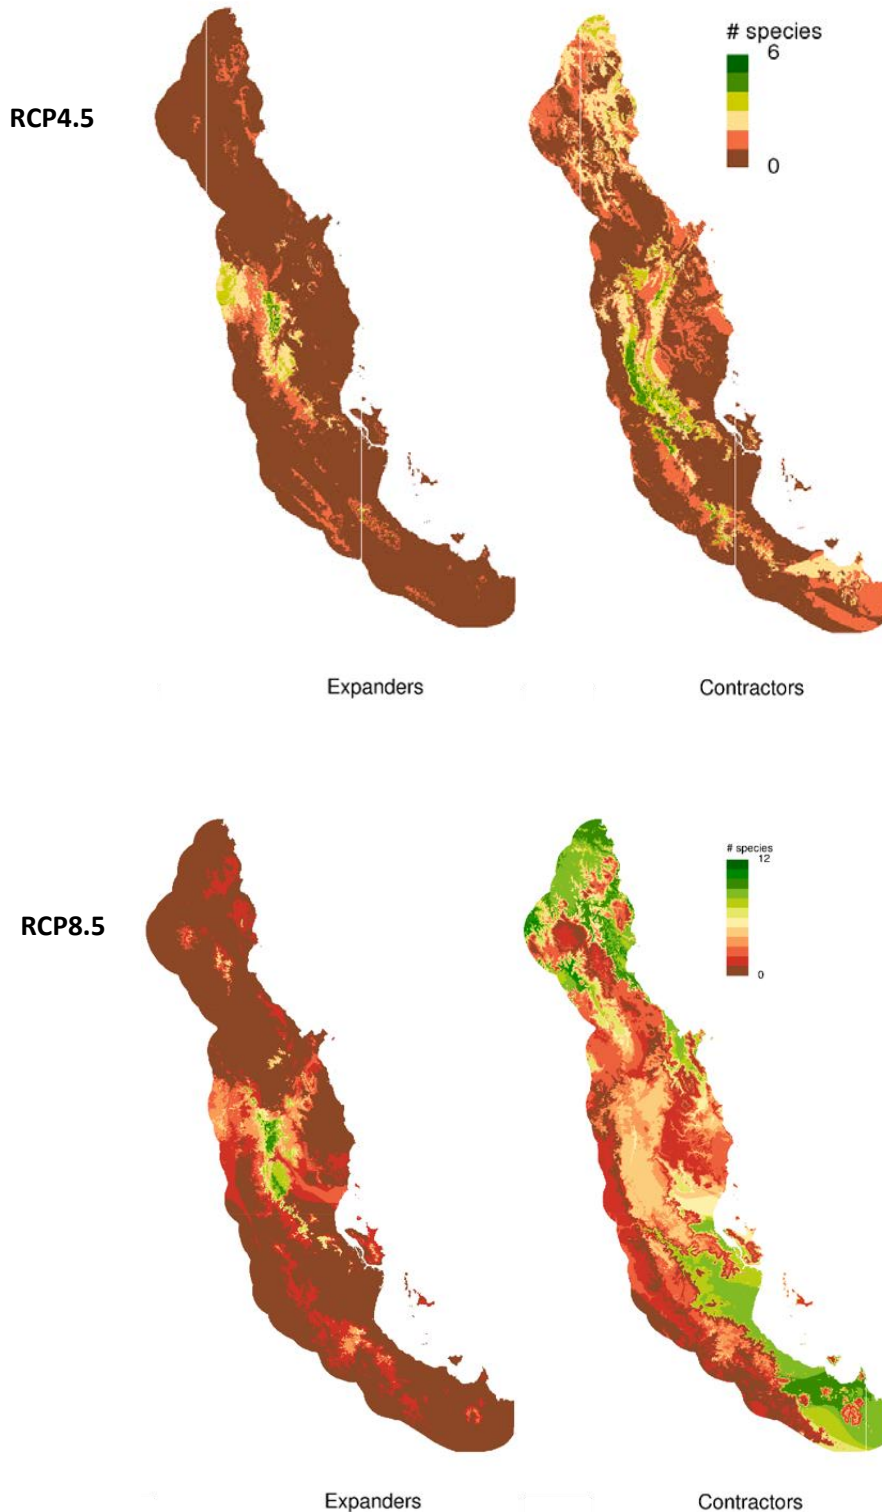 # species
6
RCP4.5
0
Expanders
Contractors
# species
12
RCP8.5
0
Expanders
Contractors